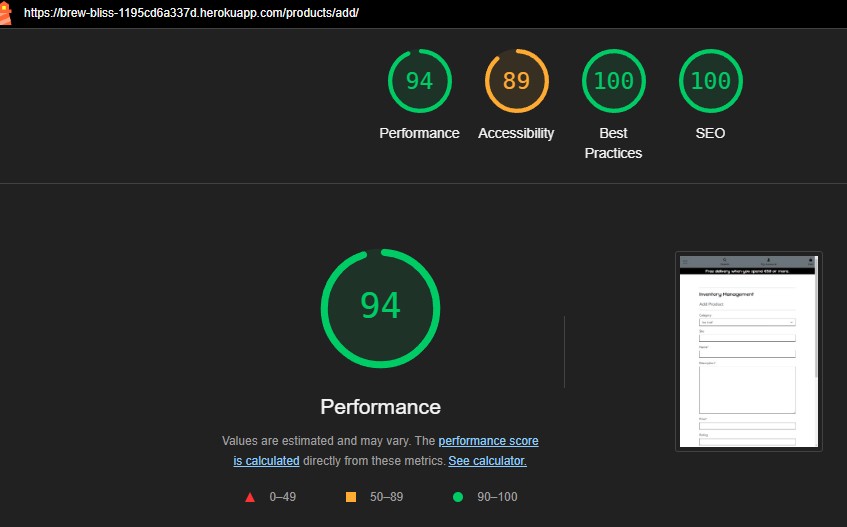 https://brew-bliss-1195cd6a337d.herokuapp.com/products/add/
94
89
100
100
Performance
Accessibility
Best
Practices
SEO
94
Performance
Values are estimated and may vary. The performance score
is calculated directly from these metrics. See calculator.
0–49
50–89
90–100
Free delivery when you spend €50 or more.
Inventory Management
Add Product
Category
Name*
Description*
Price*
Rating